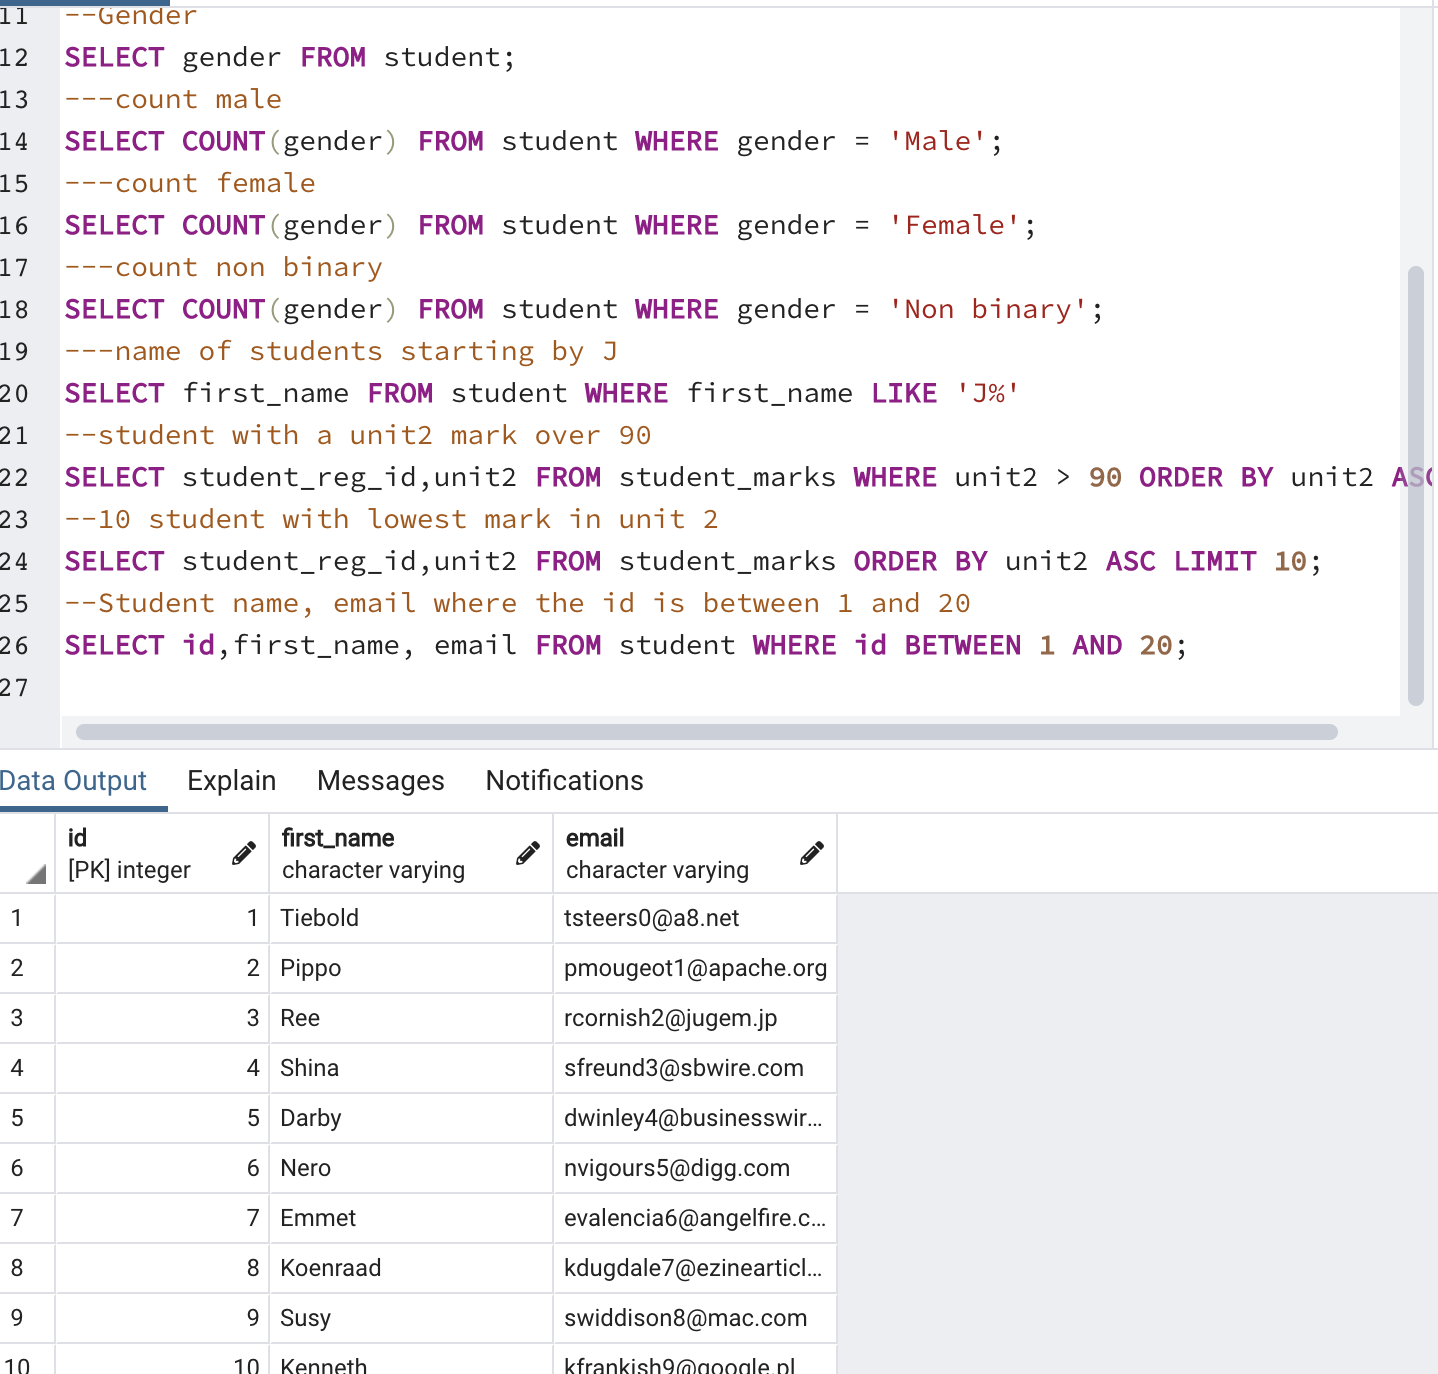 11 --Gender
12 SELECT gender FROM student;
13 ---count male
14 SELECT COUNT(gender) FROM student WHERE gender = 'Male';
15 ---count female
16 SELECT COUNT(gender) FROM student WHERE gender = 'Female';
17 ---count non binary
18 SELECT COUNT(gender) FROM student WHERE gender = 'Non binary';
19 ---name of students starting by J
20 SELECT first_name FROM student WHERE first_name LIKE 'J%'
21 --student with a unit2 mark over 90
22 SELECT student_reg_id,unit2 FROM student_marks WHERE unit2 > 90 ORDER BY unit2 ASC
23 --10 student with lowest mark in unit 2
24 SELECT student_reg_id,unit2 FROM student_marks ORDER BY unit2 ASC LIMIT 10;
25 --Student name, email where the id is between 1 and 20
26 SELECT id,first_name, email FROM student WHERE id BETWEEN 1 AND 20;
27
Data Output Explain Messages Notifications
id first_name email
[PK] integer character varying character varying
1 1 Tiebold tsteers0@a8.net
2 2 Pippo pmougeot1@apache.org
3 3 Ree rcornish2@jugem.jp
4 4 Shina sfreund3@sbwire.com
5 5 Darby dwinley4@businesswir...
6 6 Nero nvigours5@digg.com
7 7 Emmet evalencia6@angelfire.c...
8 8 Koenraad kdugdale7@ezinearticl...
9 9 Susy swiddison8@mac.com
10 10 Kenneth kfrankish9@google.pl